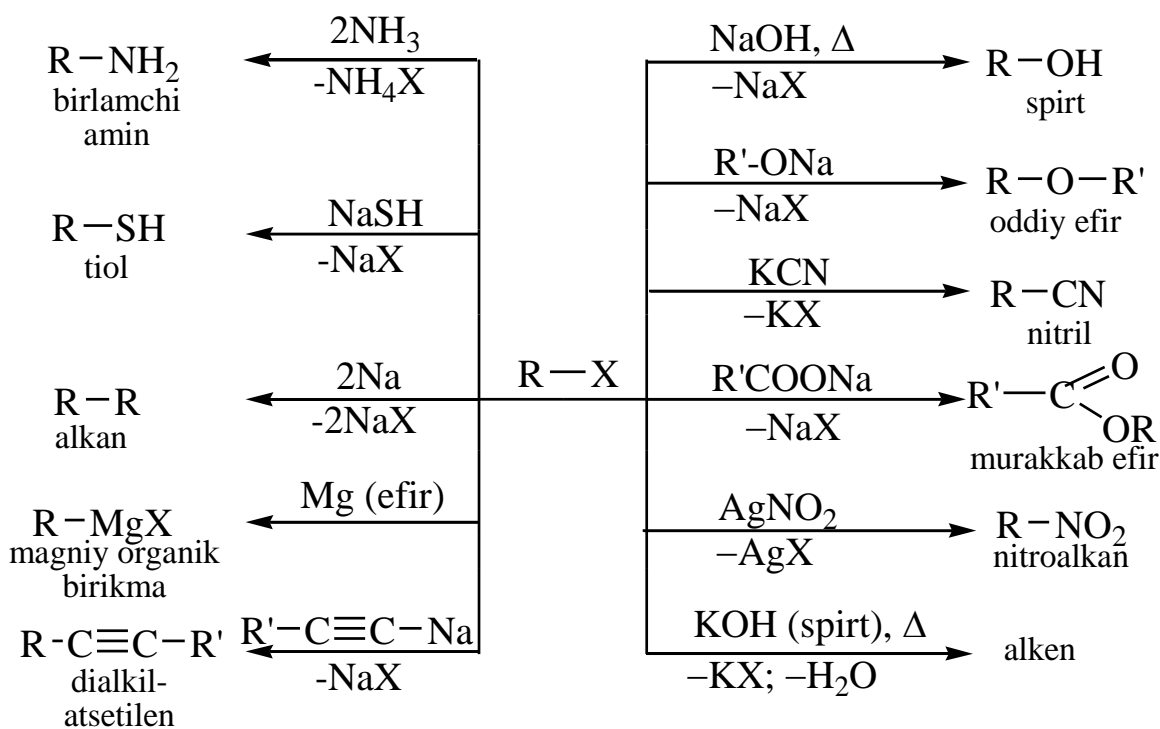 2NH₃
R–NH₂
-NH₄X
birlamchi
amin
NaSH
R–SH
-NaX
tiol
2Na
R–R
-2NaX
alkan
Mg (efir)
R–MgX
magniy organik
birikma
R'–C≡C–Na
R-C≡C–R'
-NaX
dialkil-
atsetilen
R–X
NaOH, Δ
R–OH
–NaX
spirt
R'-ONa
R–O–R'
–NaX
oddiy efir
KCN
R–CN
–KX
nitril
R'COONa
O
R'–C
–NaX
OR
murakkab efir
AgNO₂
R–NO₂
–AgX
nitroalkan
KOH (spirt), Δ
alken
–KX; –H₂O